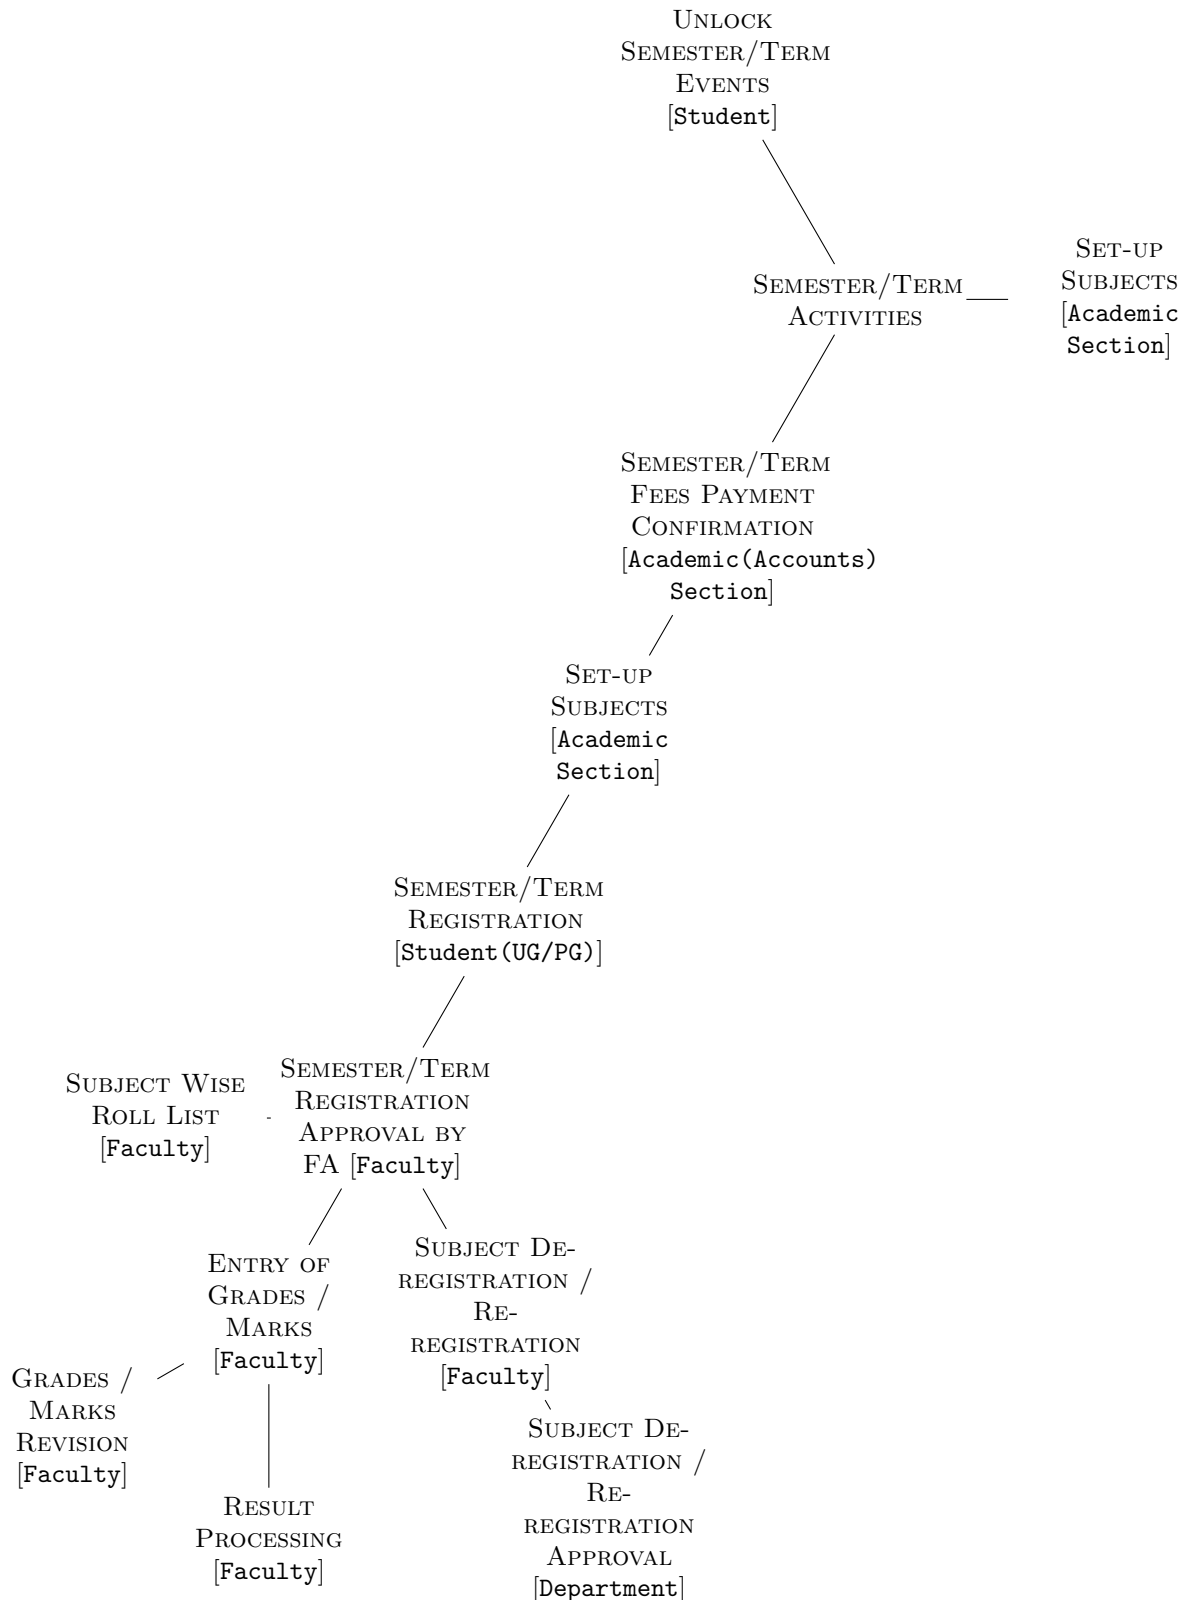 Unlock
Semester/Term
Events
[Student]
Semester/Term
Activities
Set-up
Subjects
[Academic
Section]
Semester/Term
Fees Payment
Confirmation
[Academic(Accounts)
Section]
Set-up
Subjects
[Academic
Section]
Semester/Term
Registration
[Student(UG/PG)]
Subject Wise
Roll List
[Faculty]
Semester/Term
Registration
Approval by
FA [Faculty]
Entry of
Grades /
Marks
[Faculty]
Subject De-
registration /
Re-
registration
[Faculty]
Grades /
Marks
Revision
[Faculty]
Result
Processing
[Faculty]
Subject De-
registration /
Re-
registration
Approval
[Department]